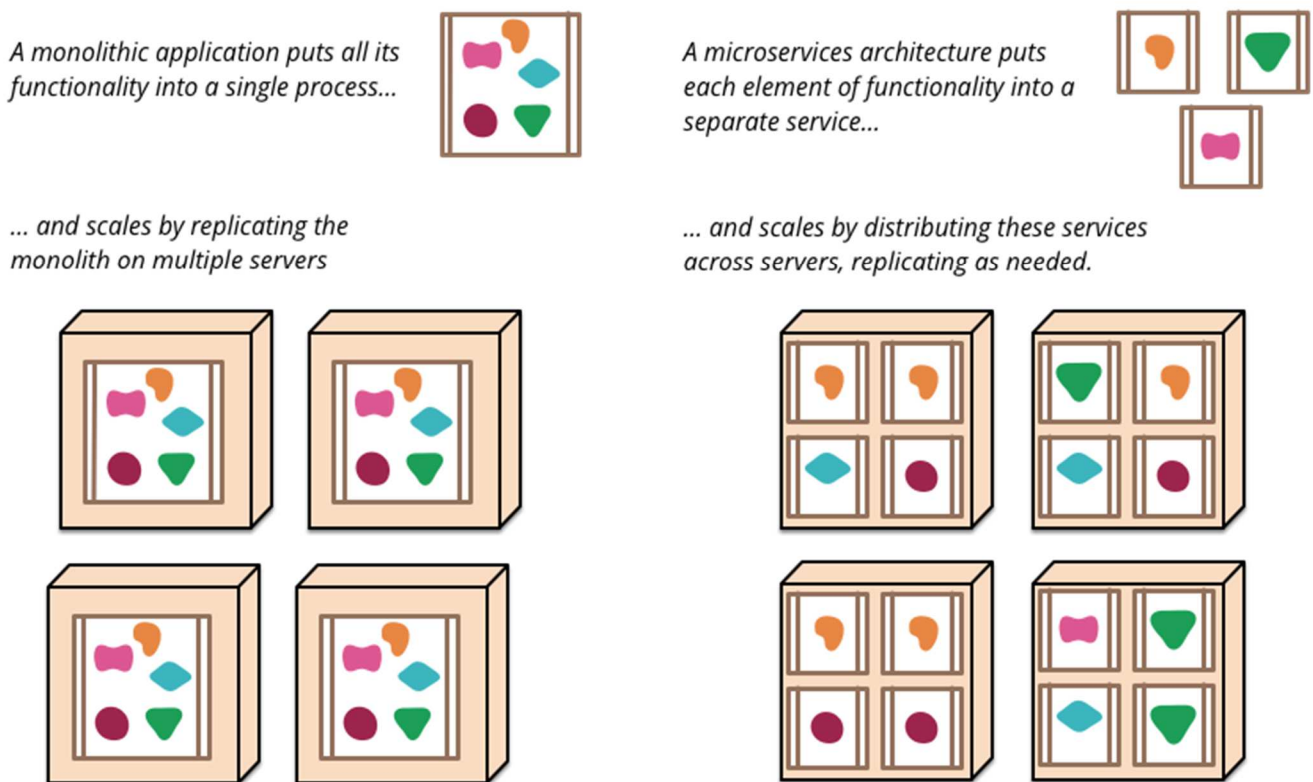 A monolithic application puts all its
functionality into a single process...
... and scales by replicating the
monolith on multiple servers
A microservices architecture puts
each element of functionality into a
separate service...
... and scales by distributing these services
across servers, replicating as needed.